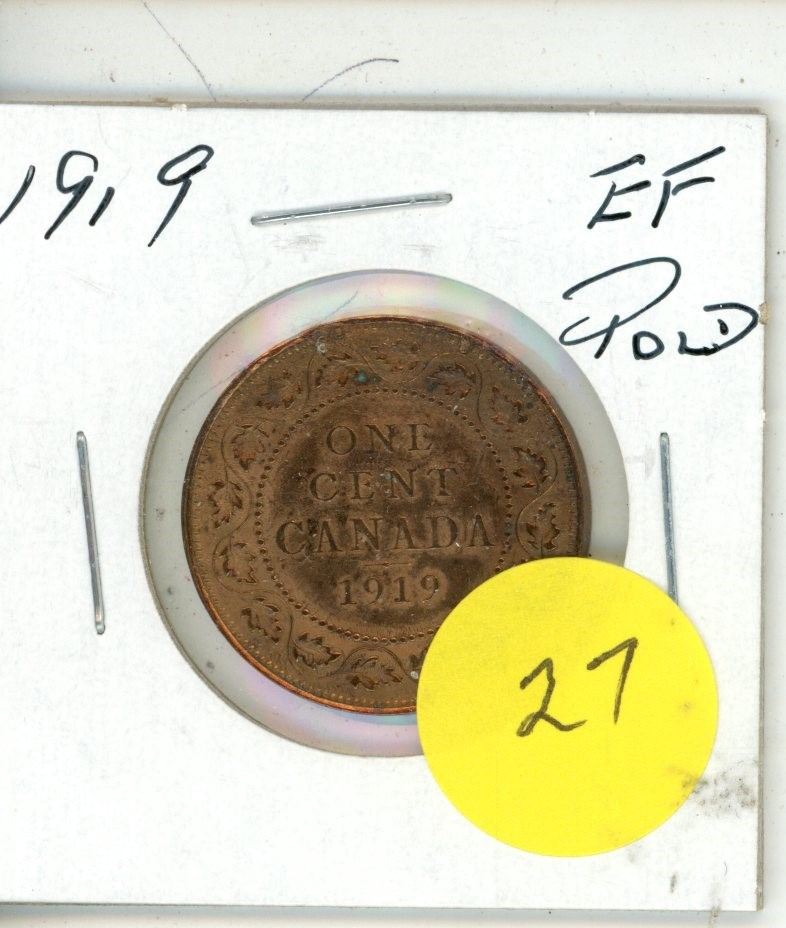 1919 — EF
POLD
ONE
CENT
CANADA
1919
27